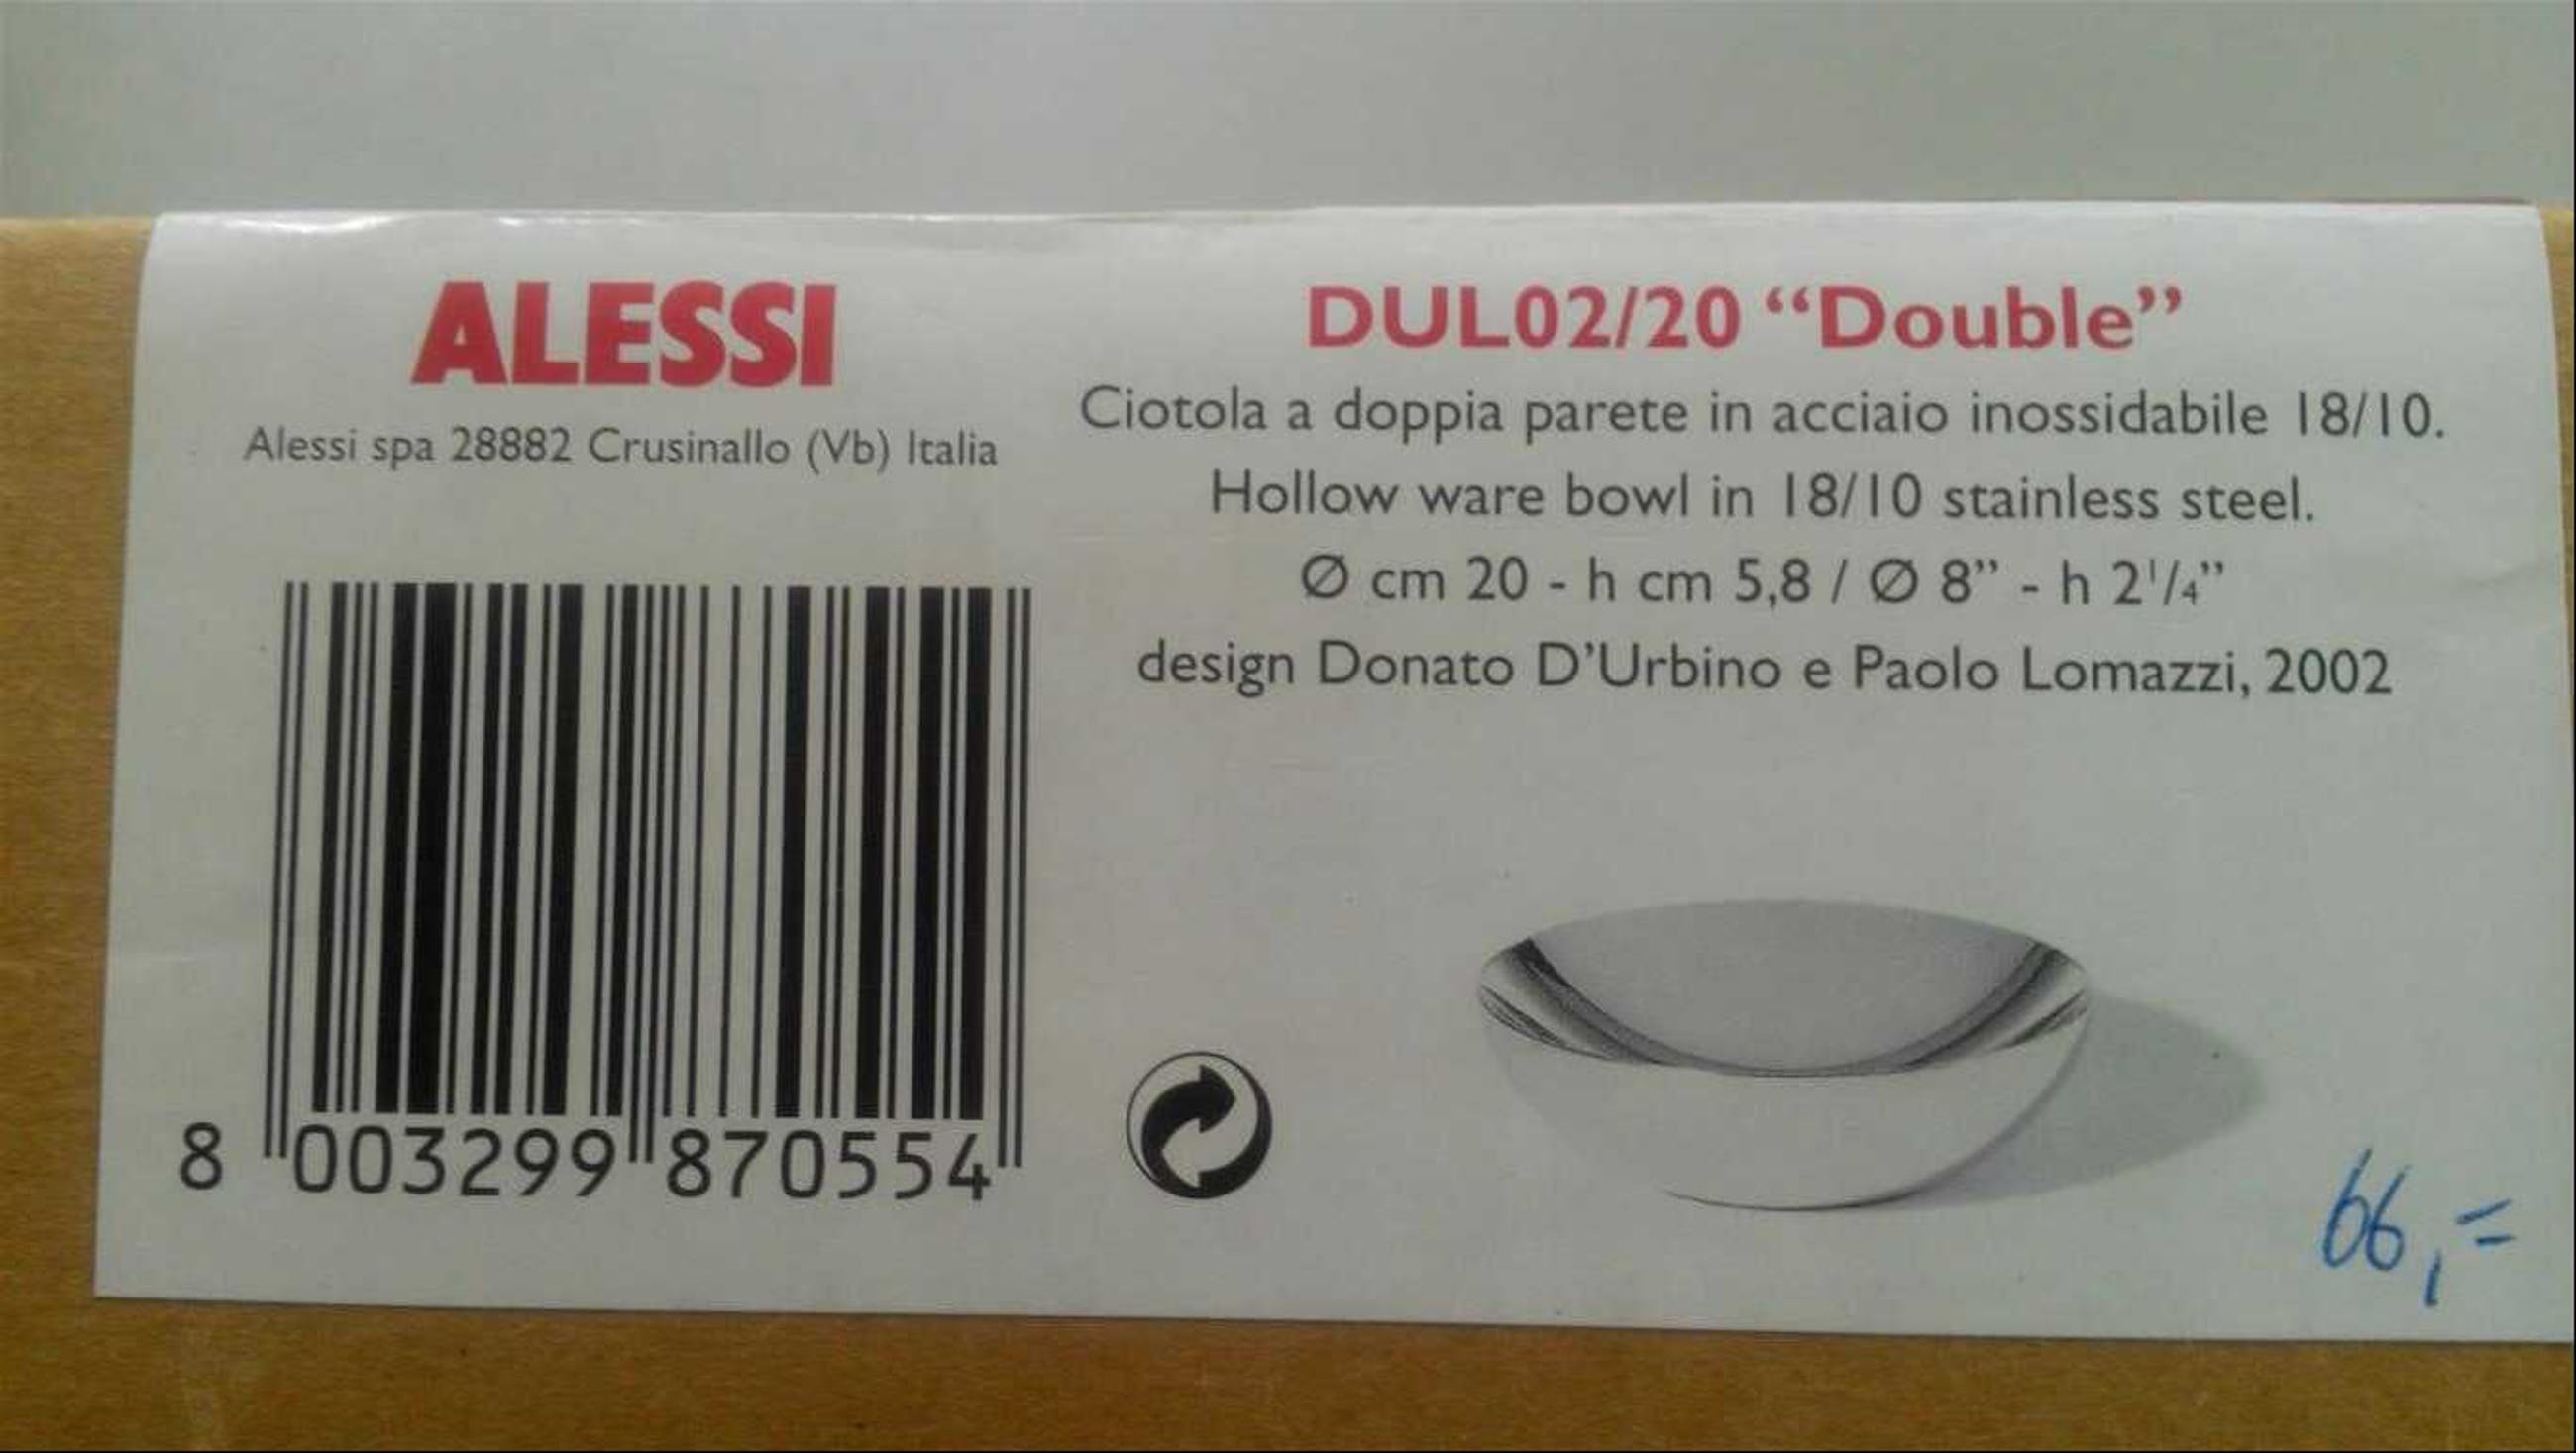 ALESSI
Alessi spa 28882 Crusinallo (Vb) Italia
8 003299 870554
DUL02/20 “Double”
Ciotola a doppia parete in acciaio inossidabile 18/10.
Hollow ware bowl in 18/10 stainless steel.
Ø cm 20 - h cm 5,8 / Ø 8” - h 2¹/₄”
design Donato D’Urbino e Paolo Lomazzi, 2002
66,=